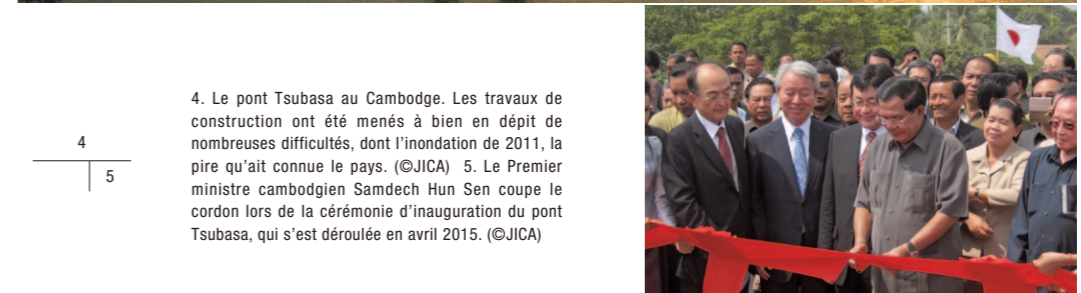 4
5
4. Le pont Tsubasa au Cambodge. Les travaux de
construction ont été menés à bien en dépit de
nombreuses difficultés, dont l’inondation de 2011, la
pire qu’ait connue le pays. (©JICA)  5. Le Premier
ministre cambodgien Samdech Hun Sen coupe le
cordon lors de la cérémonie d’inauguration du pont
Tsubasa, qui s’est déroulée en avril 2015. (©JICA)